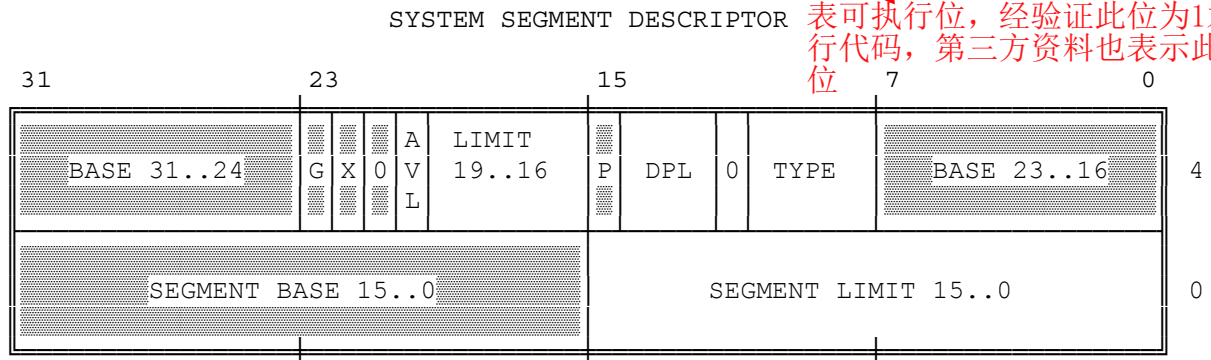 SYSTEM SEGMENT DESCRIPTOR
表可执行位，经验证此位为1
行代码，第三方资料也表示此
位
31 23 15 7 0
A LIMIT
BASE 31..24 G X 0 V 19..16 P DPL 0 TYPE BASE 23..16 4
L
SEGMENT BASE 15..0 SEGMENT LIMIT 15..0 0